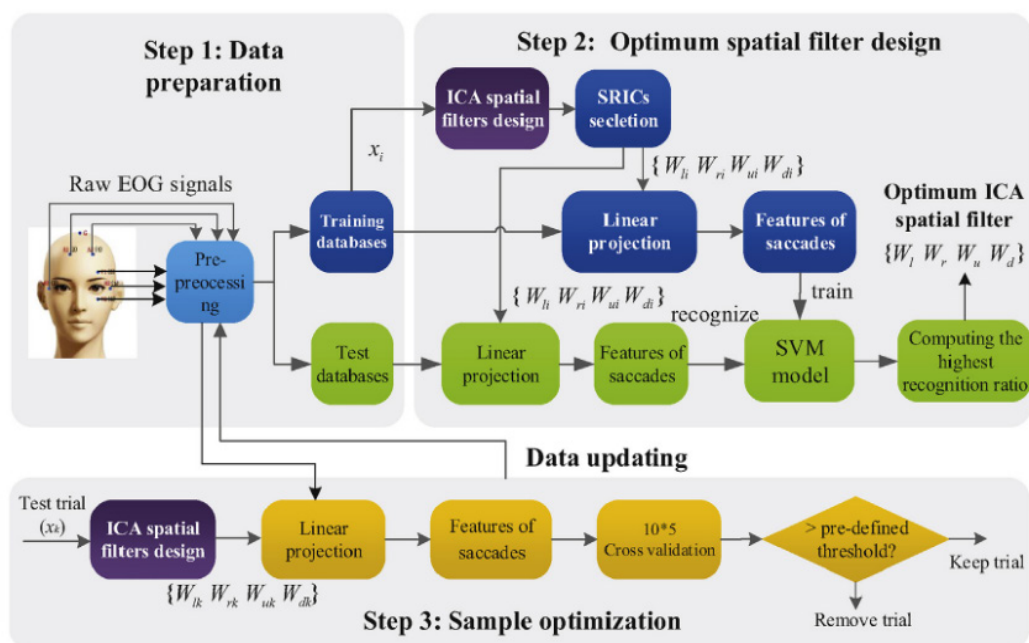 Step 1: Data
preparation
Step 2: Optimum spatial filter design
ICA spatial
filters design
SRICs
secletion
x_i
{W_li W_ri W_ui W_di}
Raw EOG signals
Training
databases
Linear
projection
Features of
saccades
Optimum ICA
spatial filter
{W_l W_r W_u W_d}
Pre-
preocessing
{W_li W_ri W_ui W_di}
recognize
train
Test
databases
Linear
projection
Features of
saccades
SVM
model
Computing the
highest
recognition ratio
Data updating
Test trial
(x_k)
ICA spatial
filters design
Linear
projection
Features of
saccades
10*5
Cross validation
> pre-defined
threshold?
Keep trial
{W_lk W_rk W_uk W_dk}
Remove trial
Step 3: Sample optimization